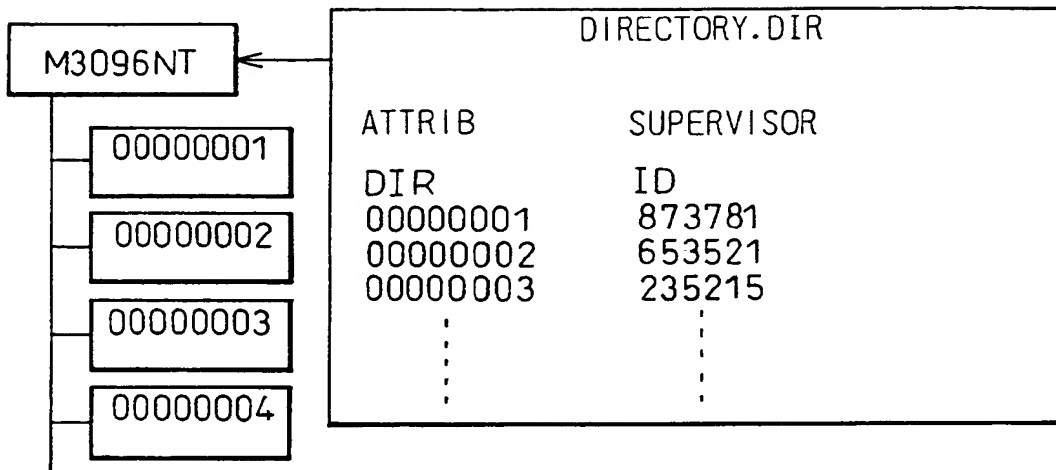 M3096NT
00000001
00000002
00000003
00000004
DIRECTORY.DIR
ATTRIB SUPERVISOR
DIR ID
00000001 873781
00000002 653521
00000003 235215